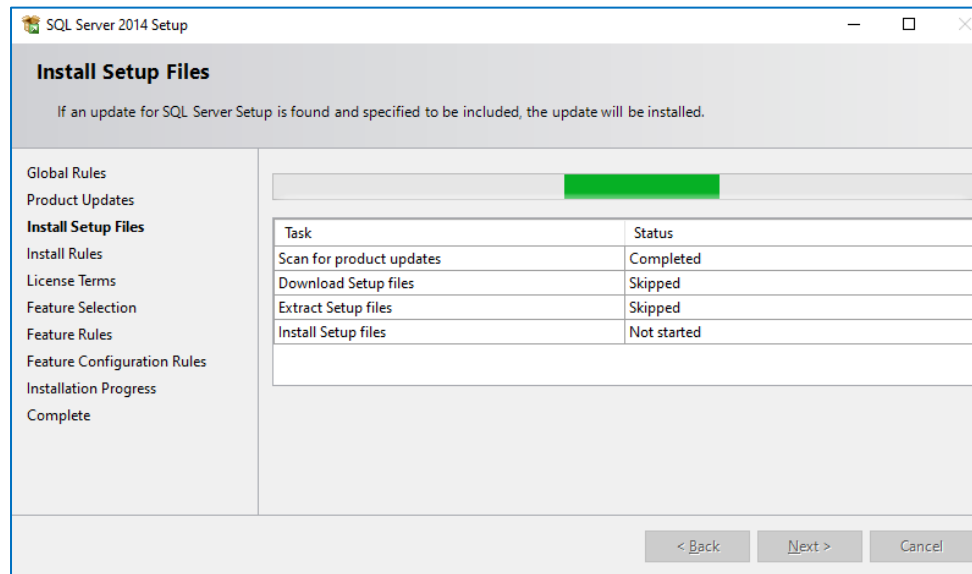 SQL Server 2014 Setup
Install Setup Files
If an update for SQL Server Setup is found and specified to be included, the update will be installed.
Global Rules
Product Updates
Install Setup Files
Install Rules
License Terms
Feature Selection
Feature Rules
Feature Configuration Rules
Installation Progress
Complete
Task Status
Scan for product updates Completed
Download Setup files Skipped
Extract Setup files Skipped
Install Setup files Not started
< Back Next > Cancel